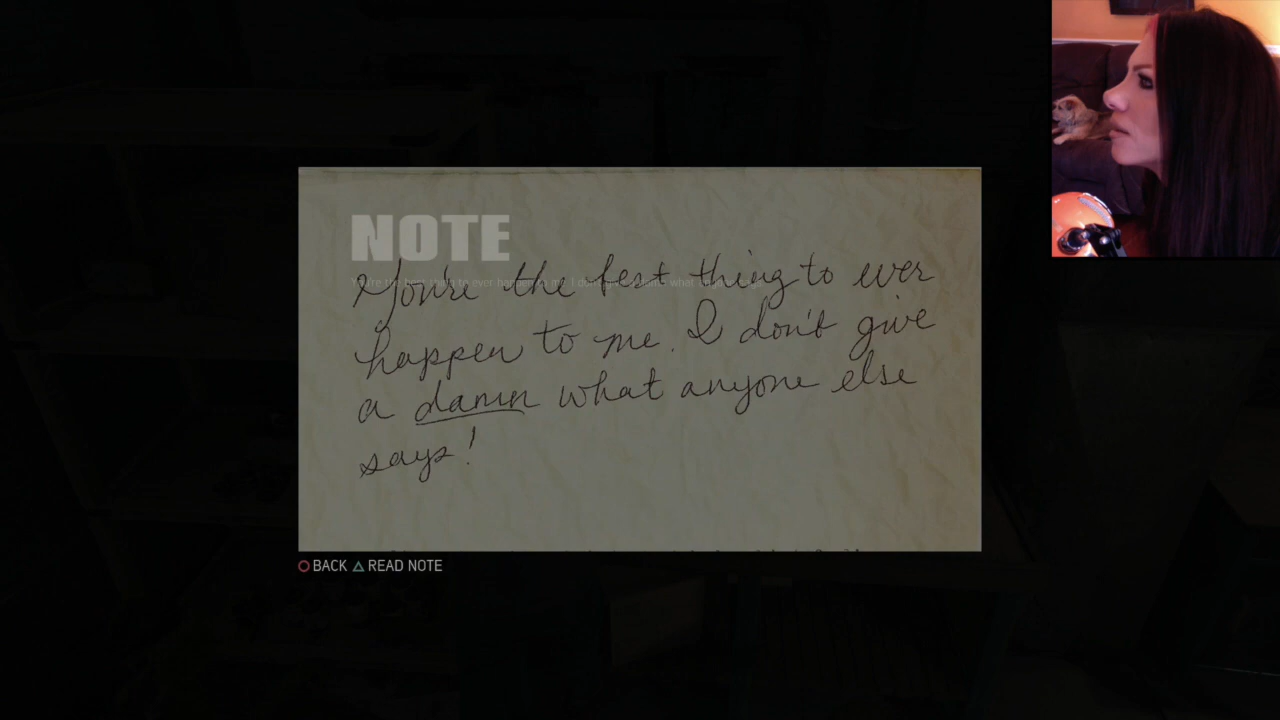 NOTE
You're the best thing to ever
happen to me. I don't give
a damn what anyone else
says!
BACK READ NOTE